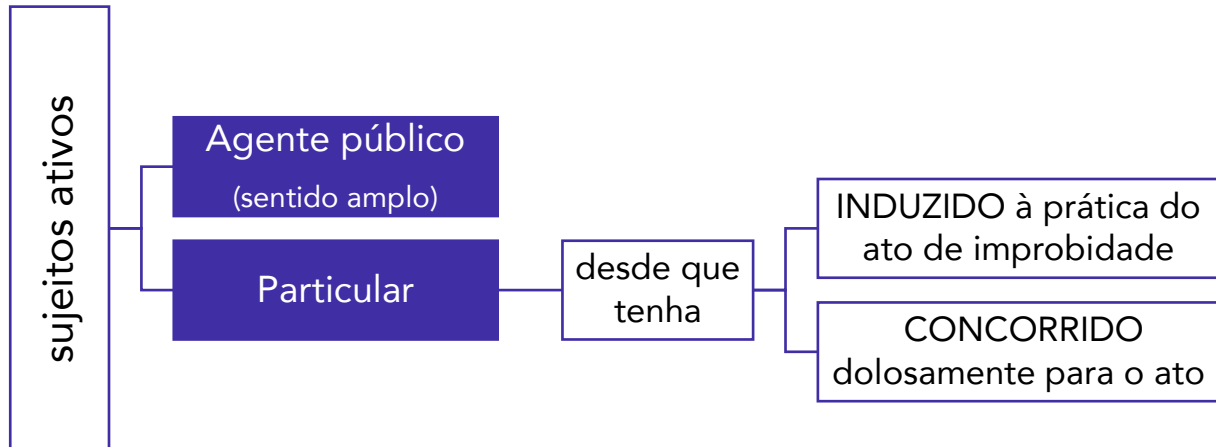 sujeitos ativos
Agente público
(sentido amplo)
Particular
desde que
tenha
INDUZIDO à prática do
ato de improbidade
CONCORRIDO
dolosamente para o ato